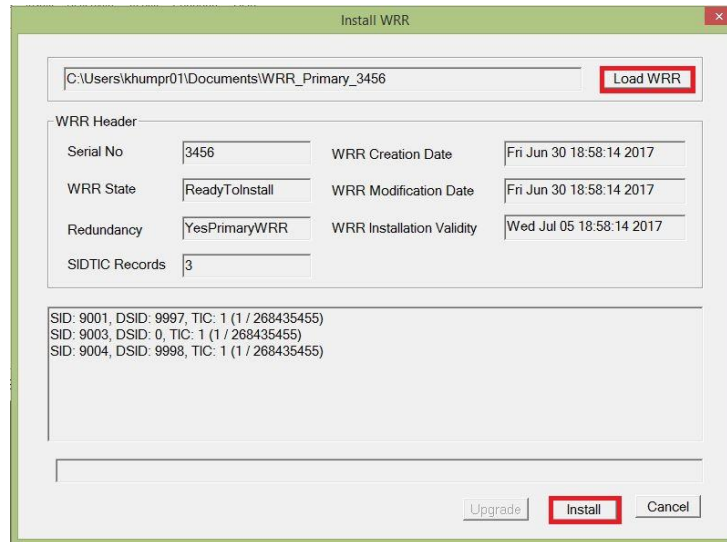 Install WRR
x
C:\Users\khumpr01\Documents\WRR_Primary_3456
Load WRR
WRR Header
Serial No 3456 WRR Creation Date Fri Jun 30 18:58:14 2017
WRR State ReadyToInstall WRR Modification Date Fri Jun 30 18:58:14 2017
Redundancy YesPrimaryWRR WRR Installation Validity Wed Jul 05 18:58:14 2017
SIDTIC Records 3
SID: 9001, DSID: 9997, TIC: 1 (1 / 268435455)
SID: 9003, DSID: 0, TIC: 1 (1 / 268435455)
SID: 9004, DSID: 9998, TIC: 1 (1 / 268435455)
Upgrade Install Cancel